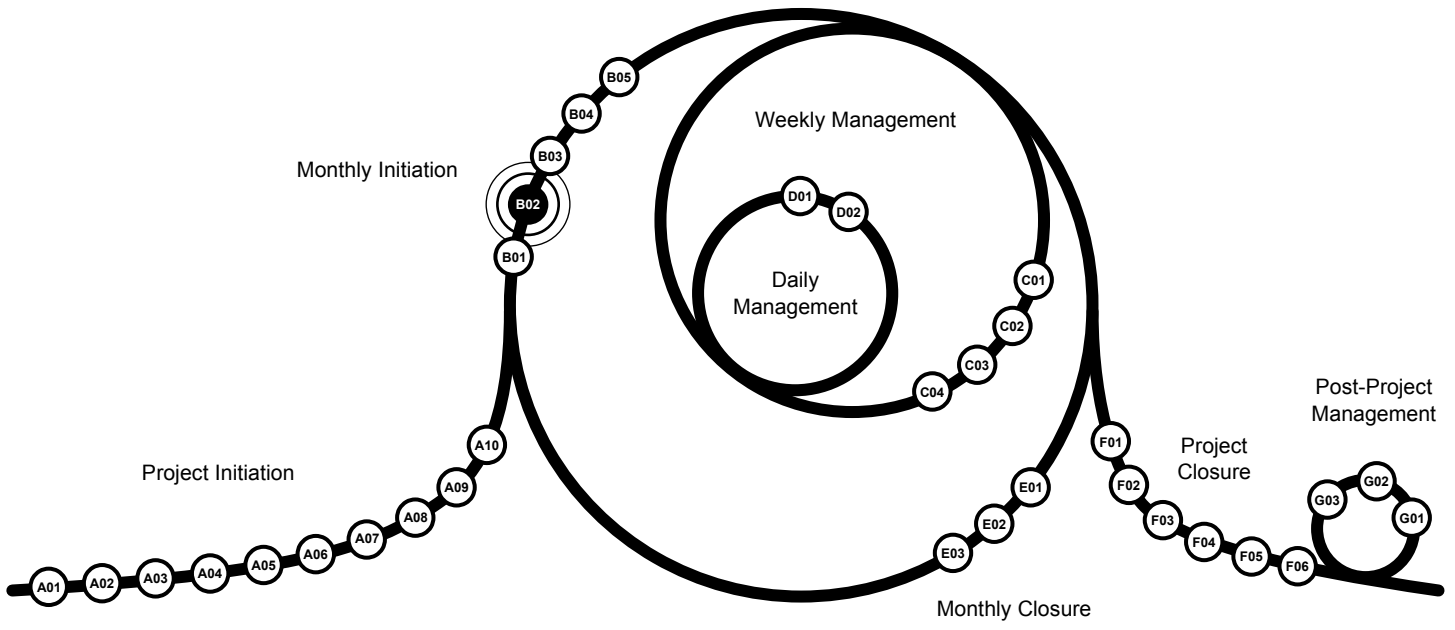 B05
B04
Weekly Management
B03
Monthly Initiation
D01
B02
D02
B01
Daily
Management
C01
C02
C03
C04
Post-Project
Management
A10
F01
Project
Closure
Project Initiation
F02
G02
A09
E01
G03
A08
F03
G01
E02
A07
F04
A06
E03
F05
A05
F06
A04
A03
A02
A01
Monthly Closure